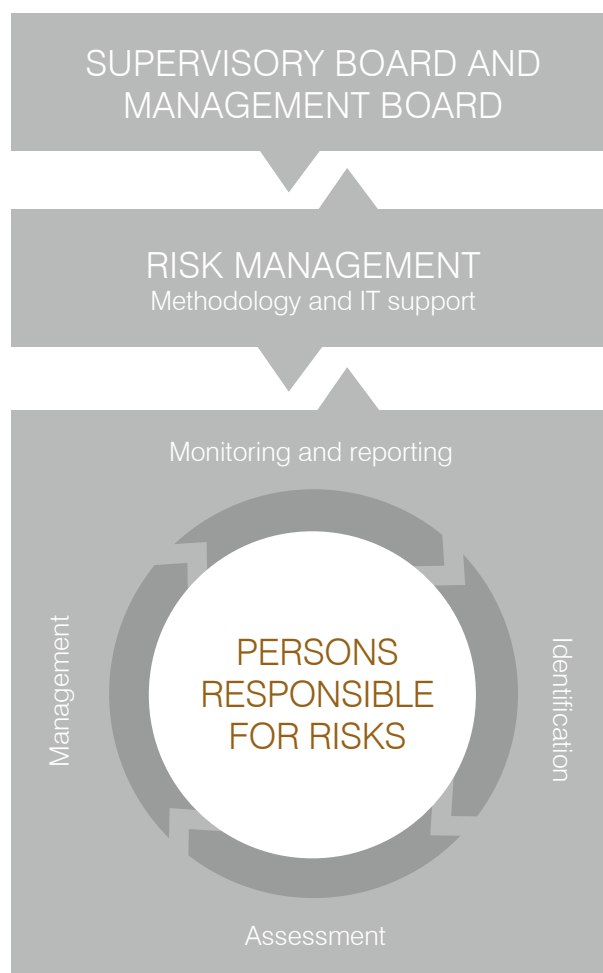 SUPERVISORY BOARD AND
MANAGEMENT BOARD
RISK MANAGEMENT
Methodology and IT support
Monitoring and reporting
Management
PERSONS
RESPONSIBLE
FOR RISKS
Identification
Assessment